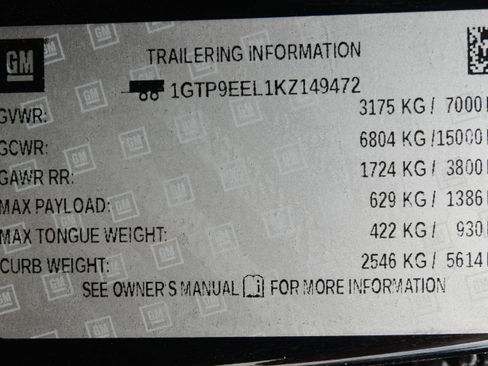 GM
TRAILERING INFORMATION
1GTP9EEL1KZ149472
GVWR: 3175 KG/ 7000
GCWR: 6804 KG/15000
GAWR RR: 1724 KG/ 3800
MAX PAYLOAD: 629 KG/ 1386
MAX TONGUE WEIGHT: 422 KG/ 930
CURB WEIGHT: 2546 KG/ 5614
SEE OWNER'S MANUAL i FOR MORE INFORMATION